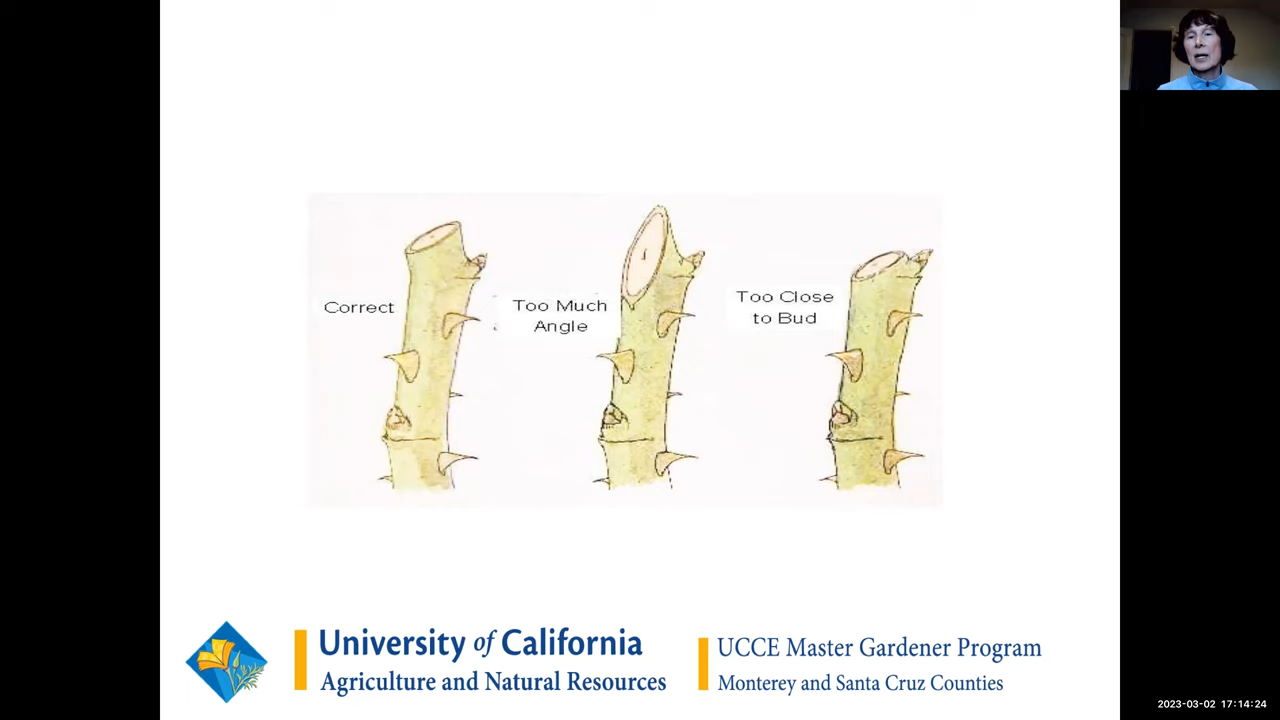 Correct
Too Much
Angle
Too Close
to Bud
University of California
Agriculture and Natural Resources
UCCE Master Gardener Program
Monterey and Santa Cruz Counties
2023-03-02 17:14:24